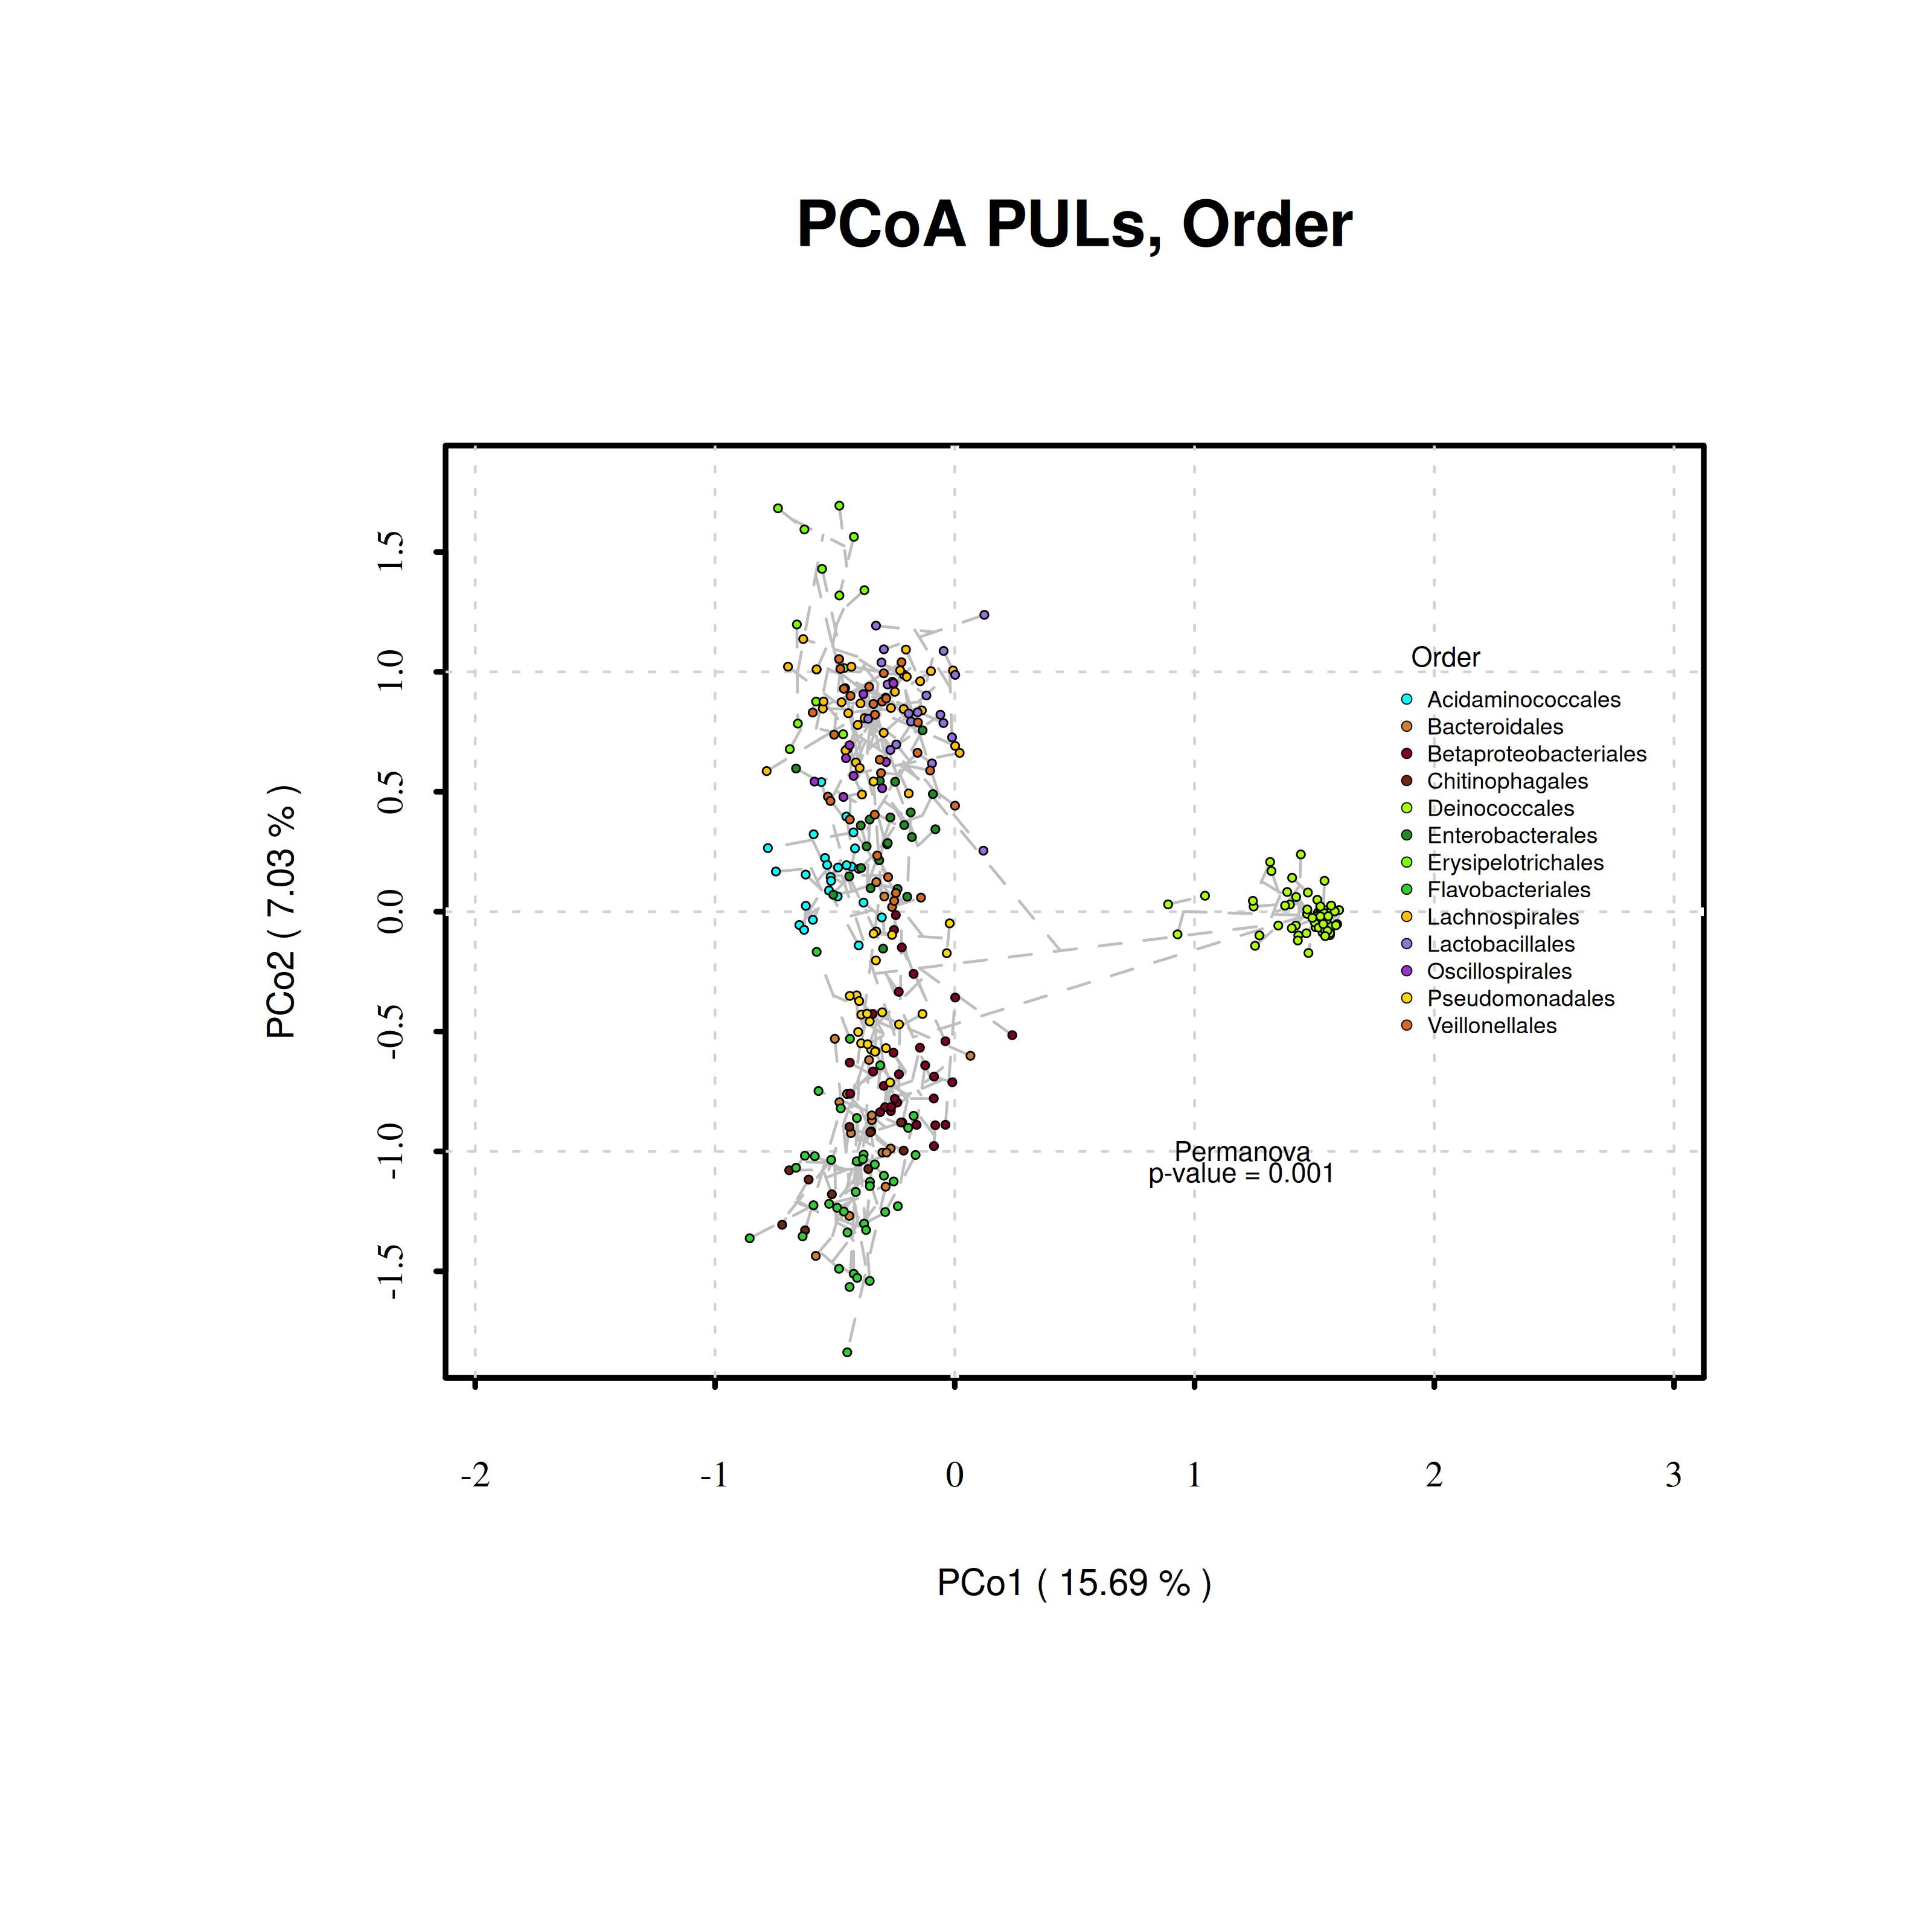 PCoA PULs, Order
PCo2 ( 7.03 % )
1.5
1.0
0.5
0.0
-0.5
-1.0
-1.5
Order
Acidaminococcales
Bacteroidales
Betaproteobacteriales
Chitinophagales
Deinococcales
Enterobacterales
Erysipelotrichales
Flavobacteriales
Lachnospirales
Lactobacillales
Oscillospirales
Pseudomonadales
Veillonellales
Permanova
p-value = 0.001
-2 -1 0 1 2 3
PCo1 ( 15.69 % )